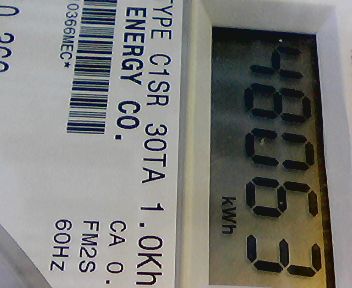 TYPE C1SR 30TA 1.0Kh
ENERGY CO.
CA 0.
0366MEC*
FM2S
60Hz
48063
kWh